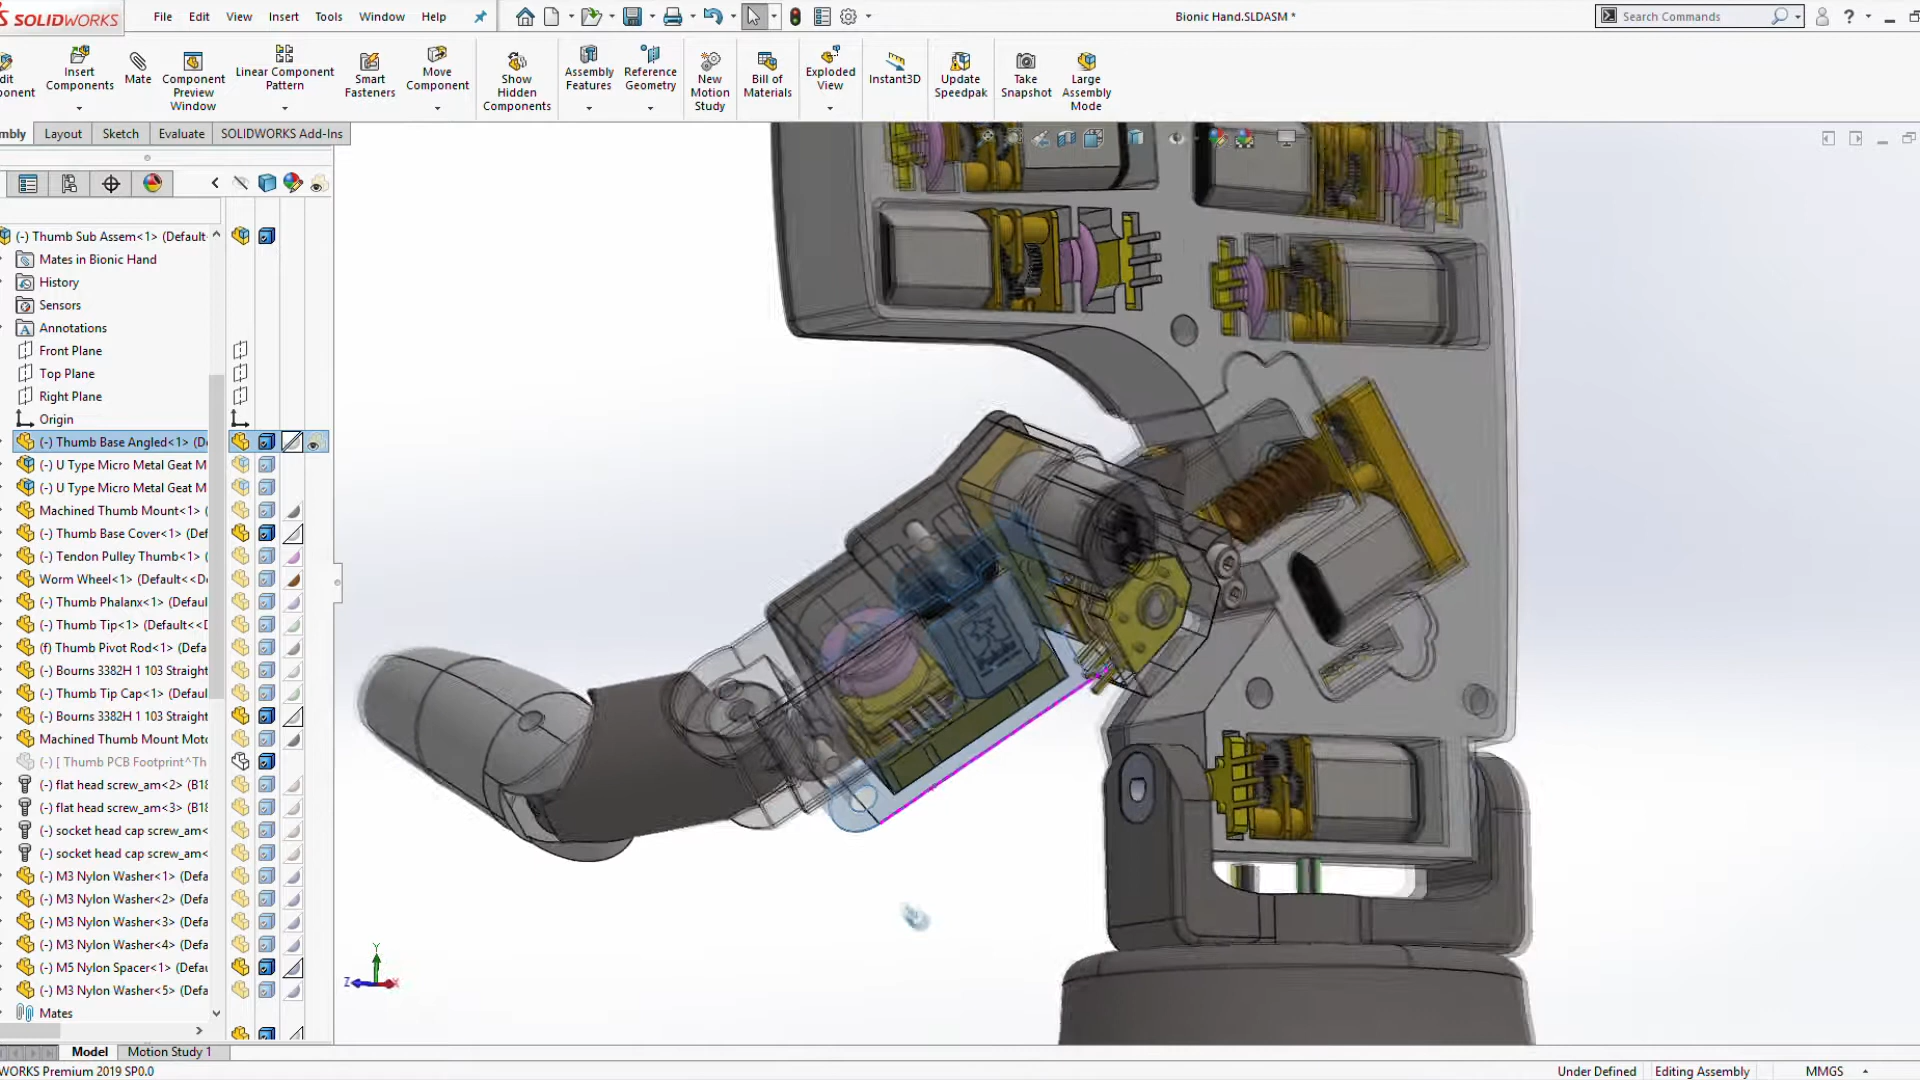 SOLIDWORKS
File
Edit
View
Insert
Tools
Window
Help
Bionic Hand.SLDASM *
Search Commands
Insert Components
Mate
Component Preview Window
Linear Component Pattern
Smart Fasteners
Move Component
Show Hidden Components
Assembly Features
Reference Geometry
New Motion Study
Bill of Materials
Exploded View
Instant3D
Update Speedpak
Take Snapshot
Large Assembly Mode
Layout
Sketch
Evaluate
SOLIDWORKS Add-Ins
(-) Thumb Sub Assem<1> (Default
Mates in Bionic Hand
History
Sensors
Annotations
Front Plane
Top Plane
Right Plane
Origin
(-) Thumb Base Angled<1> (De
(-) U Type Micro Metal Geat M
(-) U Type Micro Metal Geat M
Machined Thumb Mount<1> (
(-) Thumb Base Cover<1> (Def
(-) Tendon Pulley Thumb<1> (
Worm Wheel<1> (Default<<De
(-) Thumb Phalanx<1> (Defaul
(-) Thumb Tip<1> (Default<<D
(f) Thumb Pivot Rod<1> (Defau
(-) Bourns 3382H 1 103 Straight
(-) Thumb Tip Cap<1> (Defaul
(-) Bourns 3382H 1 103 Straight
Machined Thumb Mount Moto
(-) [ Thumb PCB Footprint^Th
(-) flat head screw_am<2> (B18
(-) flat head screw_am<3> (B18
(-) socket head cap screw_am<
(-) socket head cap screw_am<
(-) M3 Nylon Washer<1> (Defa
(-) M3 Nylon Washer<2> (Defa
(-) M3 Nylon Washer<3> (Defa
(-) M3 Nylon Washer<4> (Defa
(-) M5 Nylon Spacer<1> (Defau
(-) M3 Nylon Washer<5> (Defa
Mates
Y
Z
Model
Motion Study 1
WORKS Premium 2019 SP0.0
Under Defined
Editing Assembly
MMGS